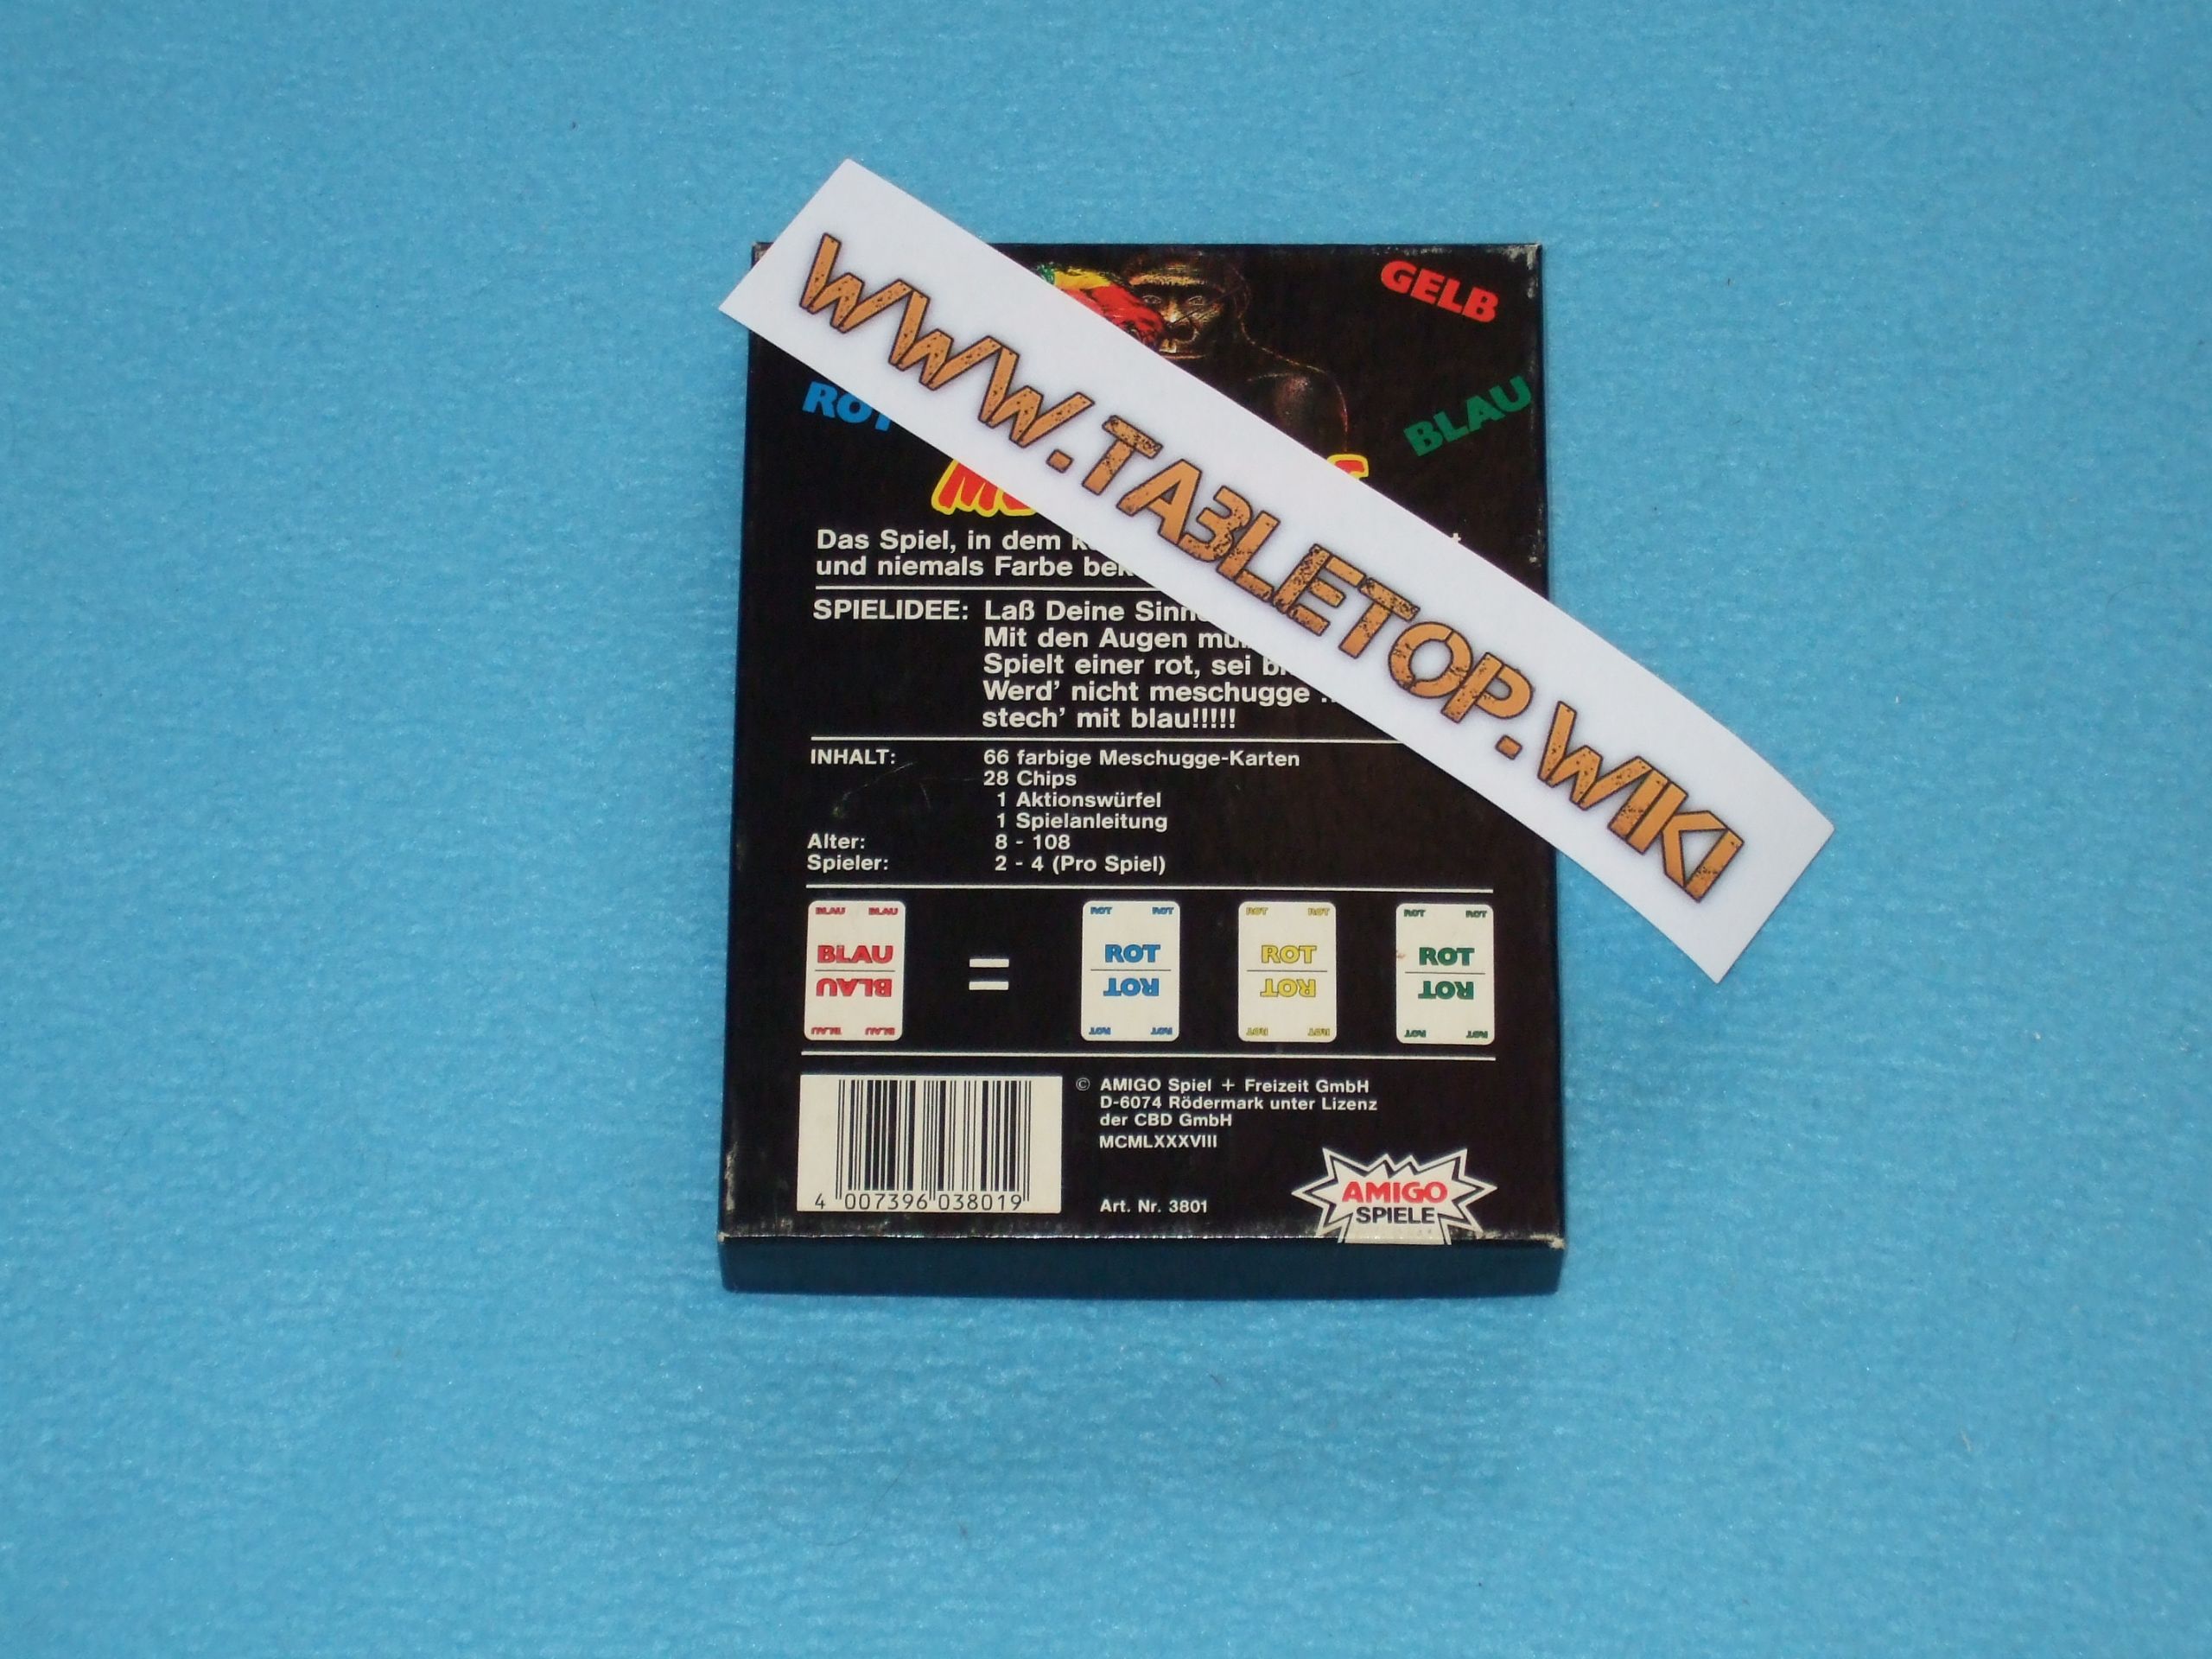 WWW.TA3LETOP.WIKI
GELB
ROT
BLAU
Das Spiel, in dem
und niemals Farbe
SPIELIDEE: Laß Deine
Mit den Augen
Spielt einer rot, sei
Werd' nicht meschugge
stech' mit blau!!!!!
INHALT: 66 farbige Meschugge-Karten
28 Chips
1 Aktionswürfel
1 Spielanleitung
Alter: 8 - 108
Spieler: 2 - 4 (Pro Spiel)
BLAU BLAU ROT ROT ROT ROT ROT ROT
BLAU = ROT ROT ROT
BLAU ROT ROT ROT
BLAU BLAU ROT ROT ROT ROT ROT ROT
© AMIGO Spiel + Freizeit GmbH
D-6074 Rödermark unter Lizenz
der CBD GmbH
MCMLXXXVIII
4 007396 038019
Art. Nr. 3801
AMIGO
SPIELE